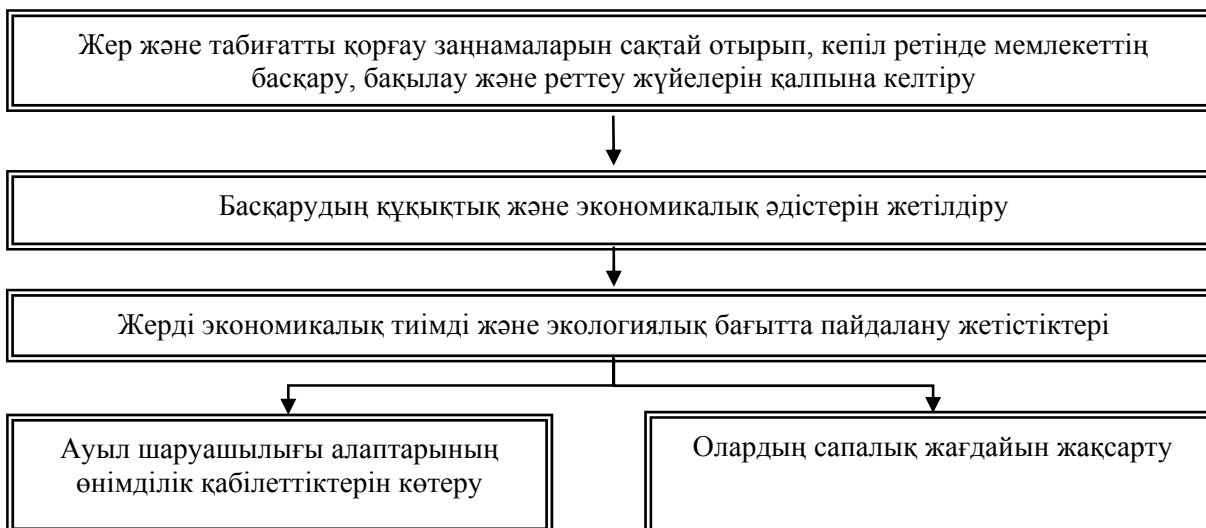 Жер және табиғатты қорғау заңнамаларын сақтай отырып, кепіл ретінде мемлекеттің
басқару, бақылау және реттеу жүйелерін қалпына келтіру
Басқарудың құқықтық және экономикалық әдістерін жетілдіру
Жерді экономикалық тиімді және экологиялық бағытта пайдалану жетістіктері
Ауыл шаруашылығы алаптарының
өнімділік қабілеттіктерін көтеру
Олардың сапалық жағдайын жақсарту